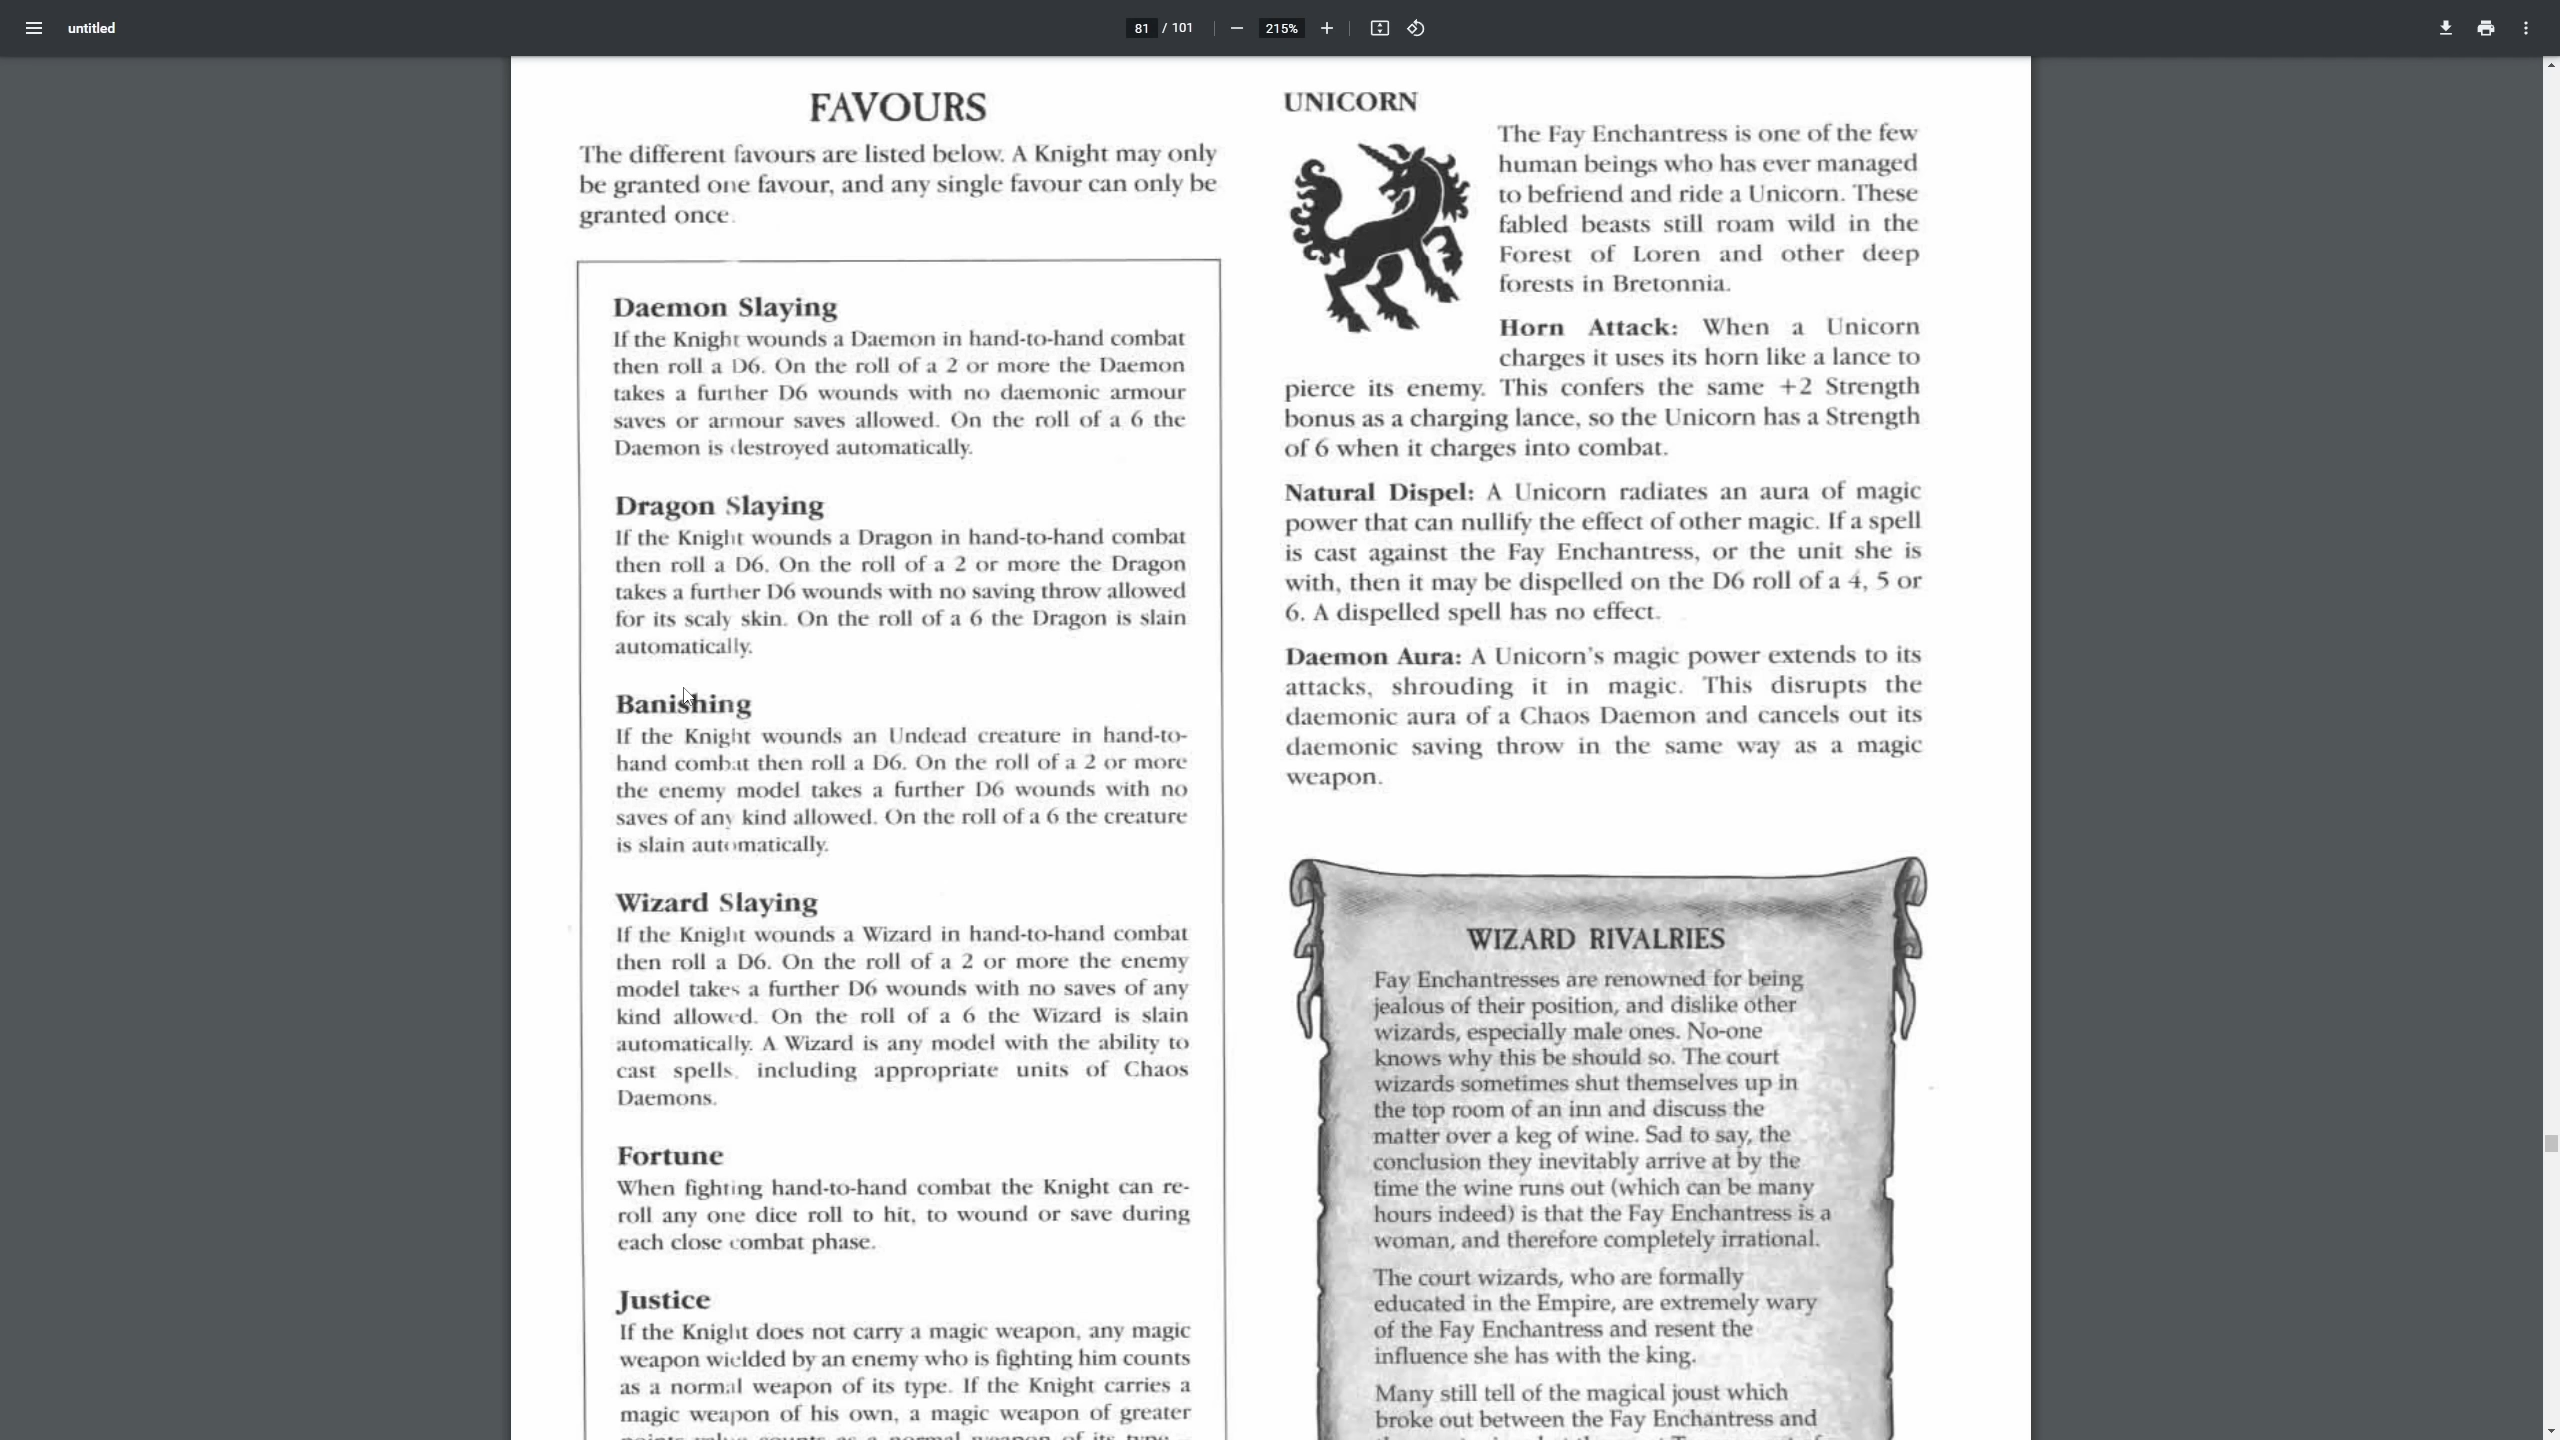 untitled
81 / 101
215%
FAVOURS
The different favours are listed below. A Knight may only
be granted one favour, and any single favour can only be
granted once.
Daemon Slaying
If the Knight wounds a Daemon in hand-to-hand combat
then roll a D6. On the roll of a 2 or more the Daemon
takes a further D6 wounds with no daemonic armour
saves or armour saves allowed. On the roll of a 6 the
Daemon is destroyed automatically.
Dragon Slaying
If the Knight wounds a Dragon in hand-to-hand combat
then roll a D6. On the roll of a 2 or more the Dragon
takes a further D6 wounds with no saving throw allowed
for its scaly skin. On the roll of a 6 the Dragon is slain
automatically.
Banishing
If the Knight wounds an Undead creature in hand-to-
hand combat then roll a D6. On the roll of a 2 or more
the enemy model takes a further D6 wounds with no
saves of any kind allowed. On the roll of a 6 the creature
is slain automatically.
Wizard Slaying
If the Knight wounds a Wizard in hand-to-hand combat
then roll a D6. On the roll of a 2 or more the enemy
model takes a further D6 wounds with no saves of any
kind allowed. On the roll of a 6 the Wizard is slain
automatically. A Wizard is any model with the ability to
cast spells, including appropriate units of Chaos
Daemons.
Fortune
When fighting hand-to-hand combat the Knight can re-
roll any one dice roll to hit, to wound or save during
each close combat phase.
Justice
If the Knight does not carry a magic weapon, any magic
weapon wielded by an enemy who is fighting him counts
as a normal weapon of its type. If the Knight carries a
magic weapon of his own, a magic weapon of greater
points value counts as a normal weapon of its type –
UNICORN
The Fay Enchantress is one of the few
human beings who has ever managed
to befriend and ride a Unicorn. These
fabled beasts still roam wild in the
Forest of Loren and other deep
forests in Bretonnia.
Horn Attack: When a Unicorn
charges it uses its horn like a lance to
pierce its enemy. This confers the same +2 Strength
bonus as a charging lance, so the Unicorn has a Strength
of 6 when it charges into combat.
Natural Dispel: A Unicorn radiates an aura of magic
power that can nullify the effect of other magic. If a spell
is cast against the Fay Enchantress, or the unit she is
with, then it may be dispelled on the D6 roll of a 4, 5 or
6. A dispelled spell has no effect.
Daemon Aura: A Unicorn's magic power extends to its
attacks, shrouding it in magic. This disrupts the
daemonic aura of a Chaos Daemon and cancels out its
daemonic saving throw in the same way as a magic
weapon.
WIZARD RIVALRIES
Fay Enchantresses are renowned for being
jealous of their position, and dislike other
wizards, especially male ones. No-one
knows why this be should so. The court
wizards sometimes shut themselves up in
the top room of an inn and discuss the
matter over a keg of wine. Sad to say, the
conclusion they inevitably arrive at by the
time the wine runs out (which can be many
hours indeed) is that the Fay Enchantress is a
woman, and therefore completely irrational.
The court wizards, who are formally
educated in the Empire, are extremely wary
of the Fay Enchantress and resent the
influence she has with the king.
Many still tell of the magical joust which
broke out between the Fay Enchantress and